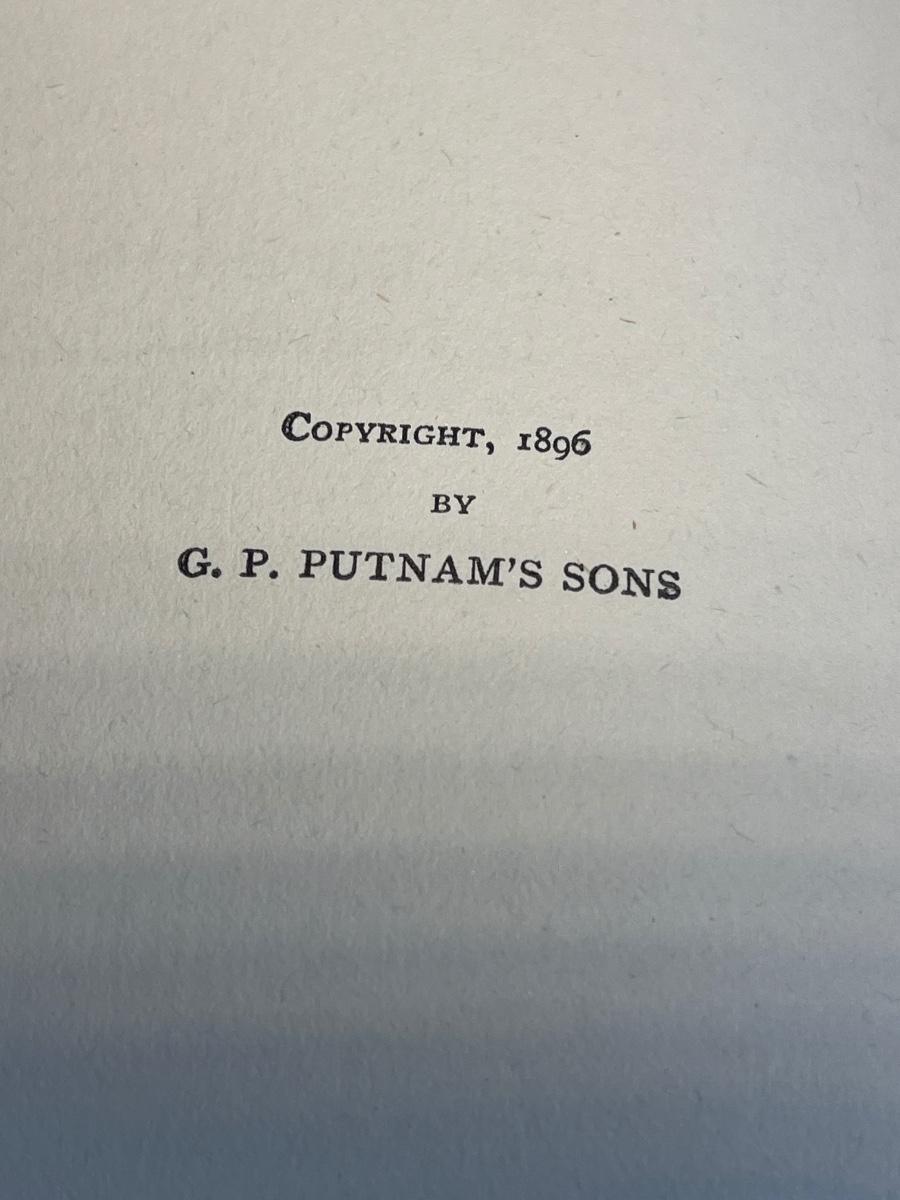 Copyright, 1896
BY
G. P. PUTNAM'S SONS